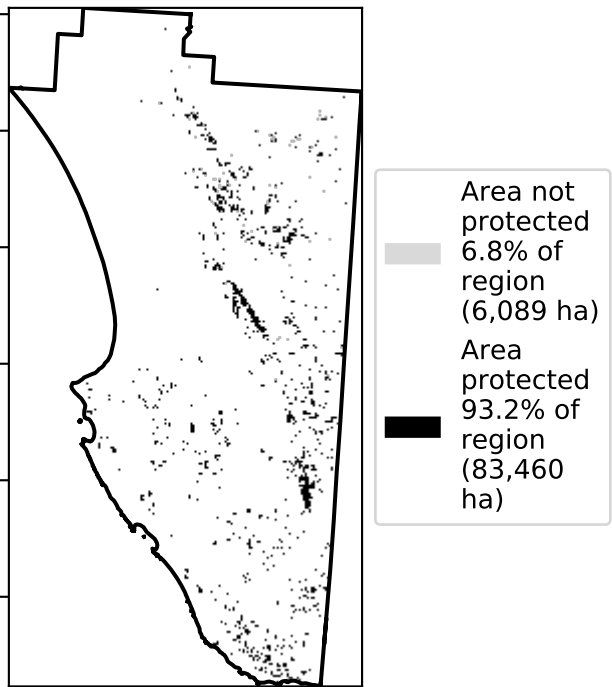 Area not
protected
6.8% of
region
(6,089 ha)
Area
protected
93.2% of
region
(83,460
ha)